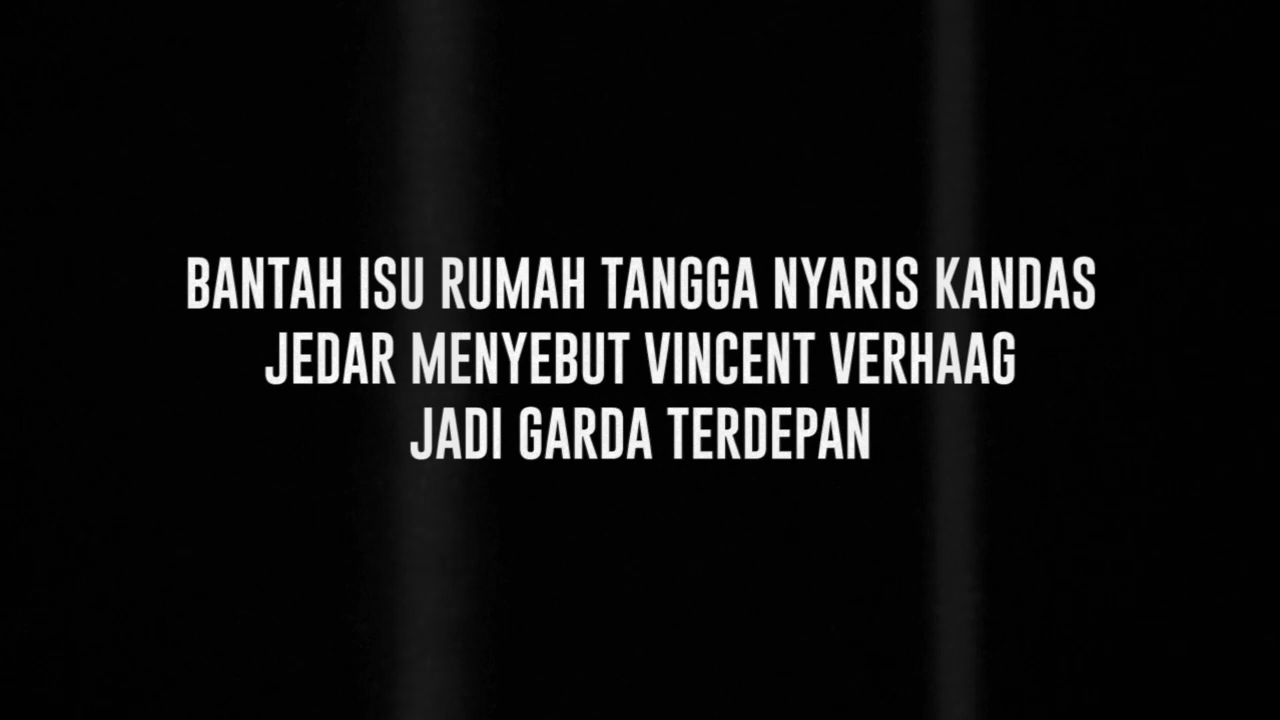 BANTAH ISU RUMAH TANGGA NYARIS KANDAS
JEDAR MENYEBUT VINCENT VERHAAG
JADI GARDA TERDEPAN